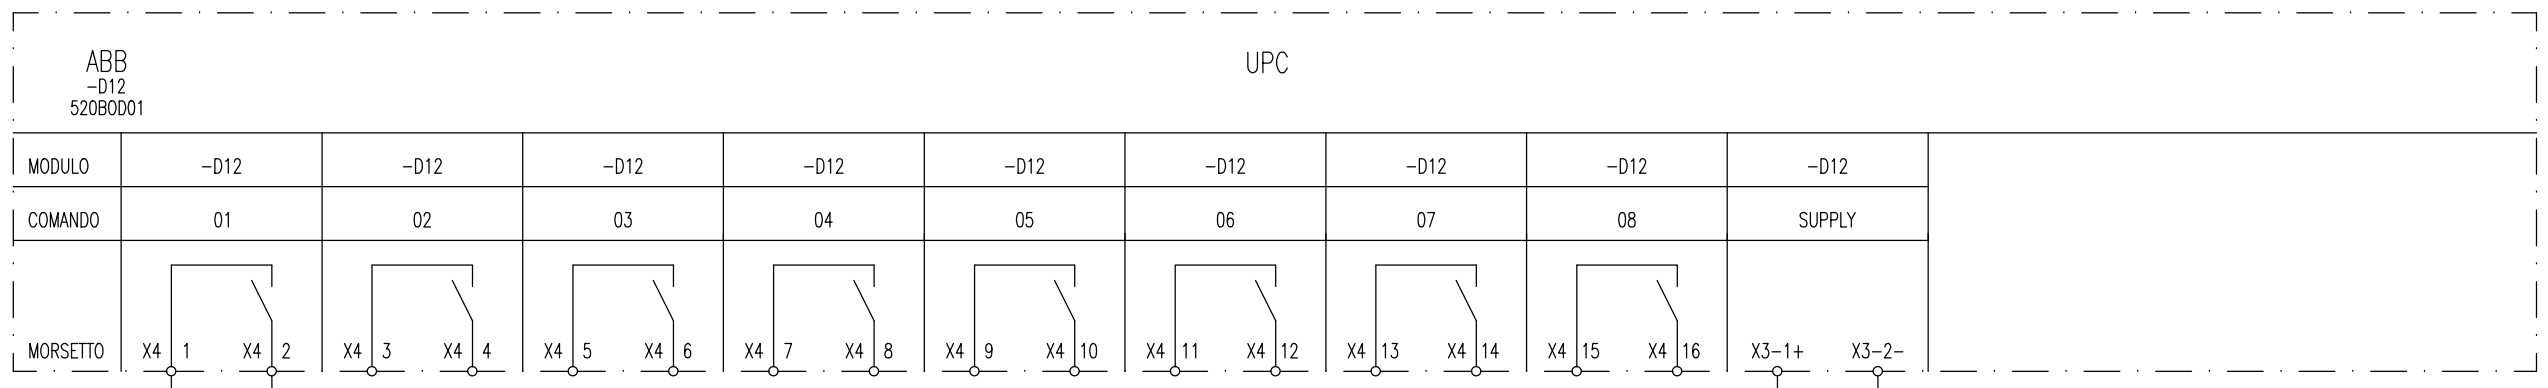 ABB
UPC
-D12
520BOD01
MODULO -D12 -D12 -D12 -D12 -D12 -D12 -D12 -D12 -D12
COMANDO 01 02 03 04 05 06 07 08 SUPPLY
MORSETTO X4 1 X4 2 X4 3 X4 4 X4 5 X4 6 X4 7 X4 8 X4 9 X4 10 X4 11 X4 12 X4 13 X4 14 X4 15 X4 16 X3-1+ X3-2-